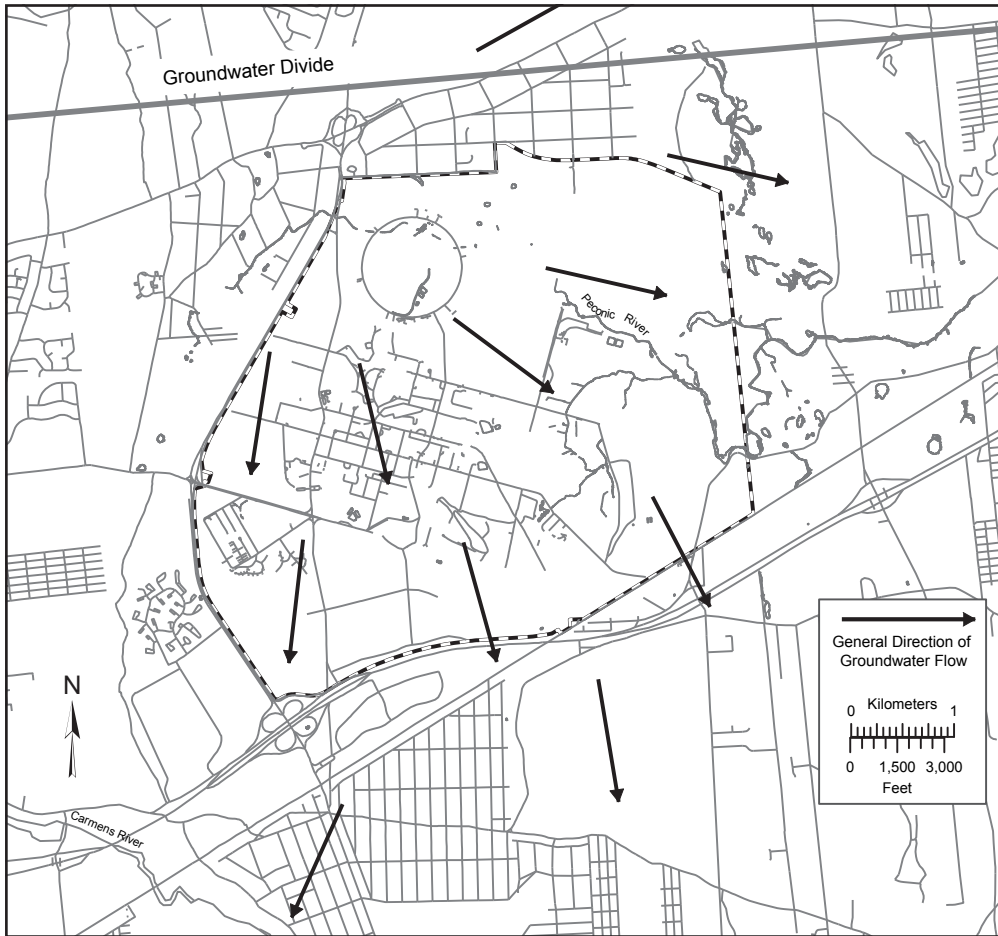 Groundwater Divide
Peconic River
N
General Direction of
Groundwater Flow
Kilometers
0 1
0 1,500 3,000
Feet
Carmens River